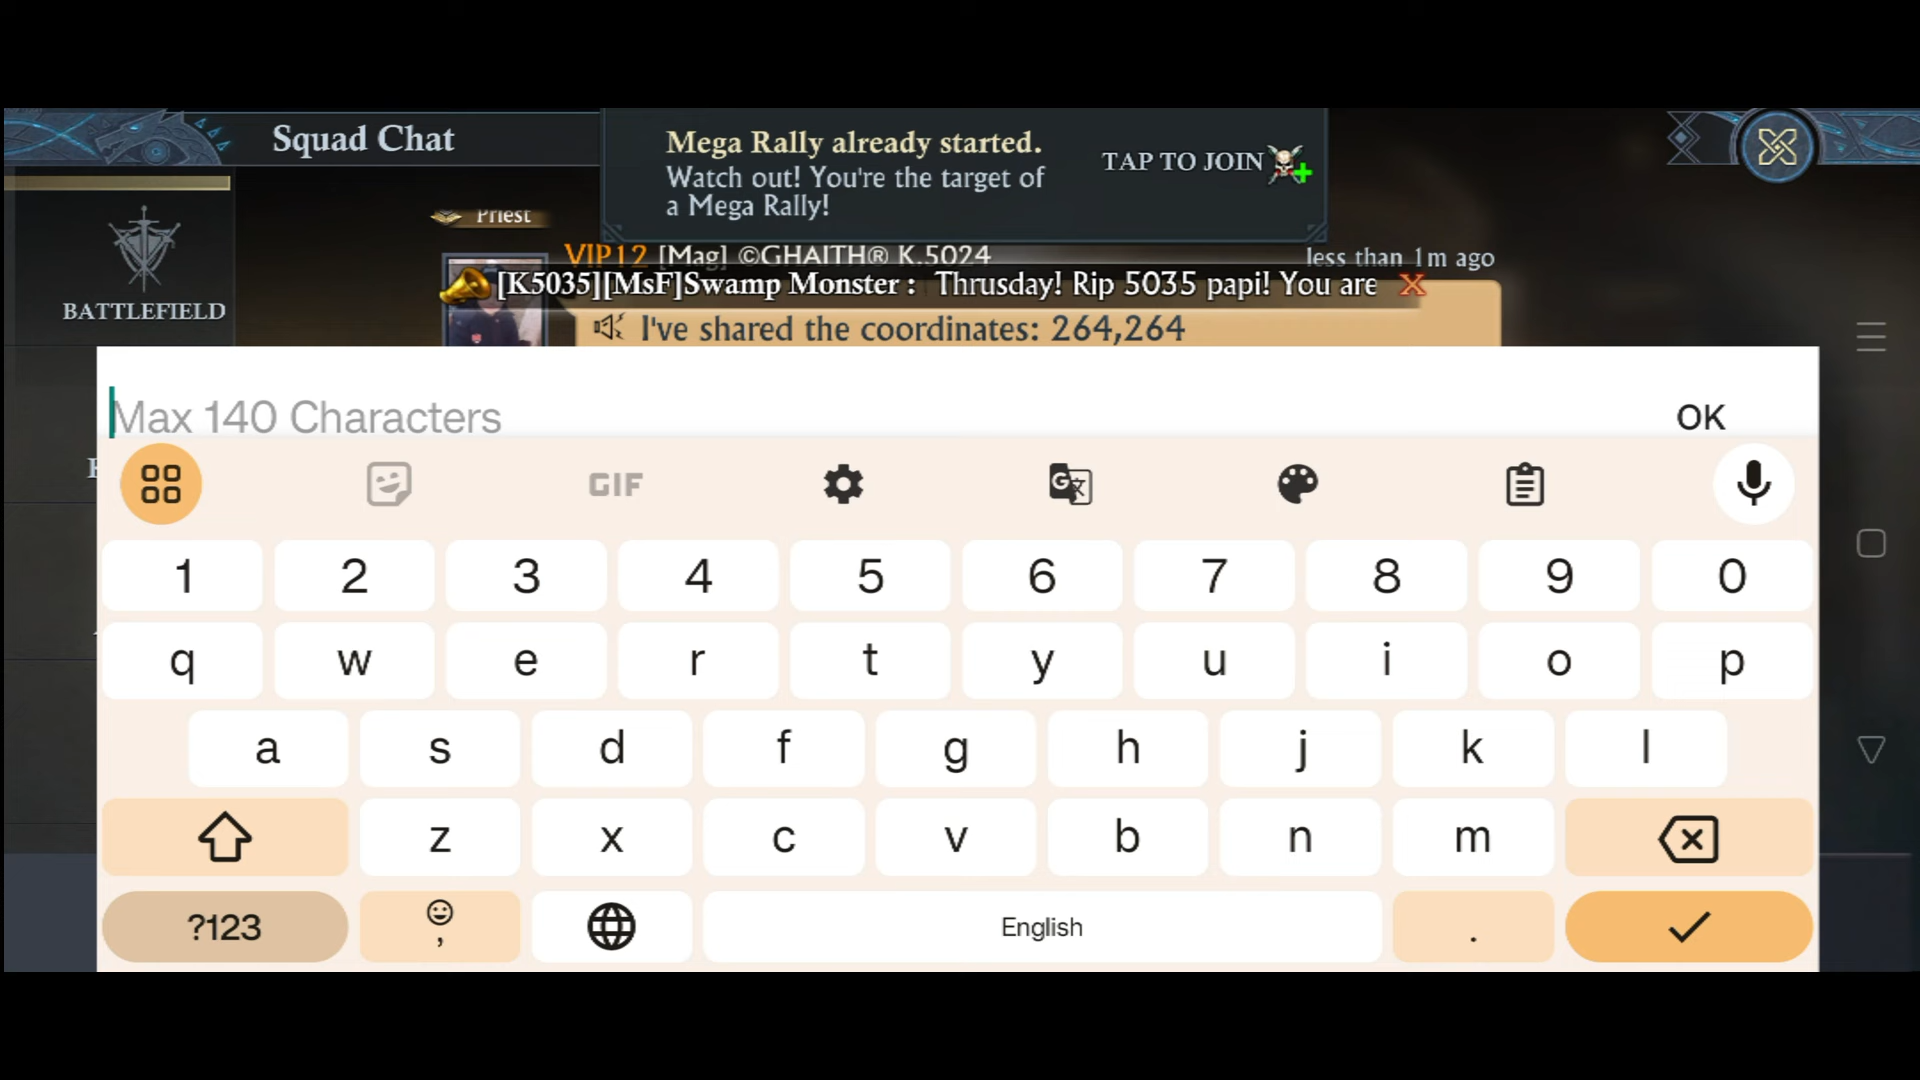 Squad Chat
Mega Rally already started.
Watch out! You're the target of
a Mega Rally!
TAP TO JOIN
BATTLEFIELD
Priest
VIP12 [Mag] ©GHAITH® K.5024
less than 1m ago
[K5035][MsF]Swamp Monster : Thrusday! Rip 5035 papi! You are
X
I've shared the coordinates: 264,264
Max 140 Characters
OK
GIF
1 2 3 4 5 6 7 8 9 0
q w e r t y u i o p
a s d f g h j k l
z x c v b n m
?123 , English .